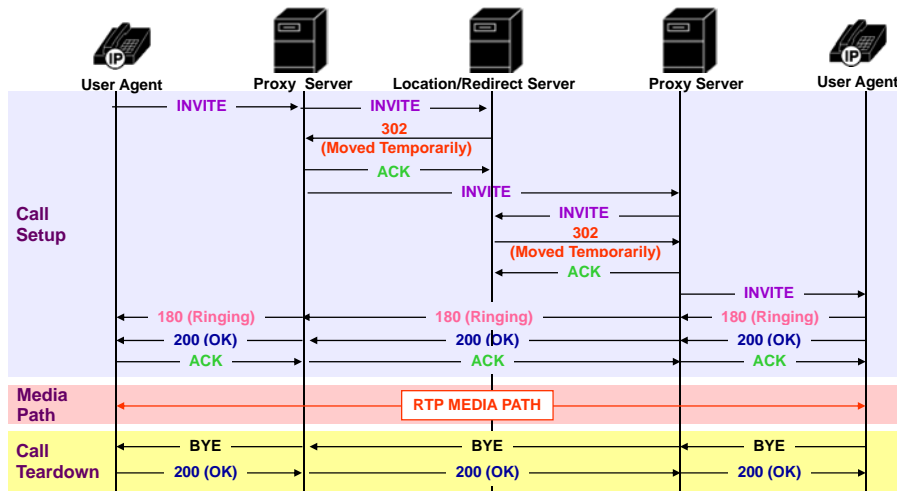 IP
IP
User Agent
Proxy Server
Location/Redirect Server
Proxy Server
User Agent
INVITE
INVITE
302
(Moved Temporarily)
ACK
INVITE
Call
Setup
INVITE
302
(Moved Temporarily)
ACK
INVITE
180 (Ringing)
180 (Ringing)
180 (Ringing)
200 (OK)
200 (OK)
200 (OK)
ACK
ACK
ACK
Media
Path
RTP MEDIA PATH
Call
Teardown
BYE
BYE
BYE
200 (OK)
200 (OK)
200 (OK)